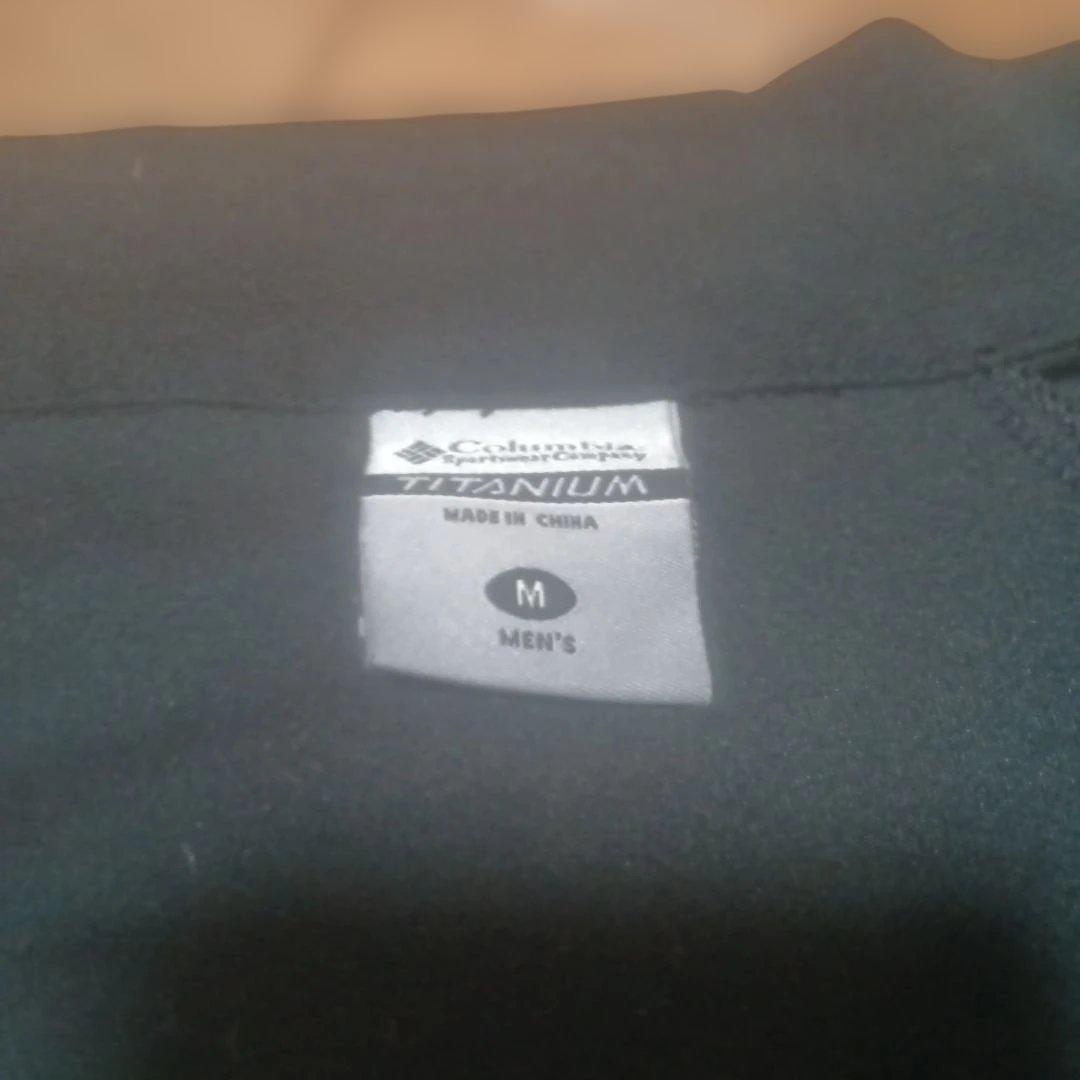 Columbia
Sportswear Company
TITANIUM
MADE IN CHINA
M
MEN'S